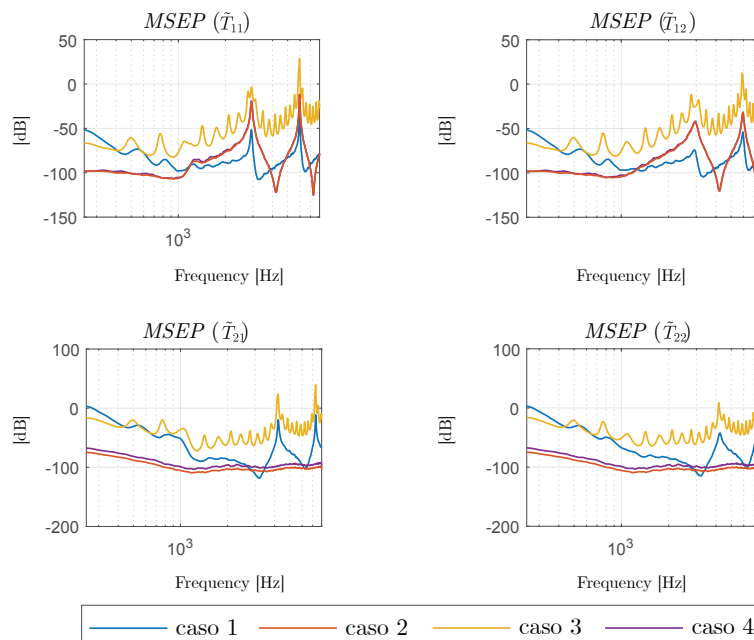 MSEP (T̃₁₁)
50
0
-50
-100
-150
[dB]
10³
Frequency [Hz]
MSEP (T̃₁₂)
50
0
-50
-100
-150
[dB]
10³
Frequency [Hz]
MSEP (T̃₂₁)
100
0
-100
-200
[dB]
10³
Frequency [Hz]
MSEP (T̃₂₂)
100
0
-100
-200
[dB]
10³
Frequency [Hz]
caso 1 caso 2 caso 3 caso 4